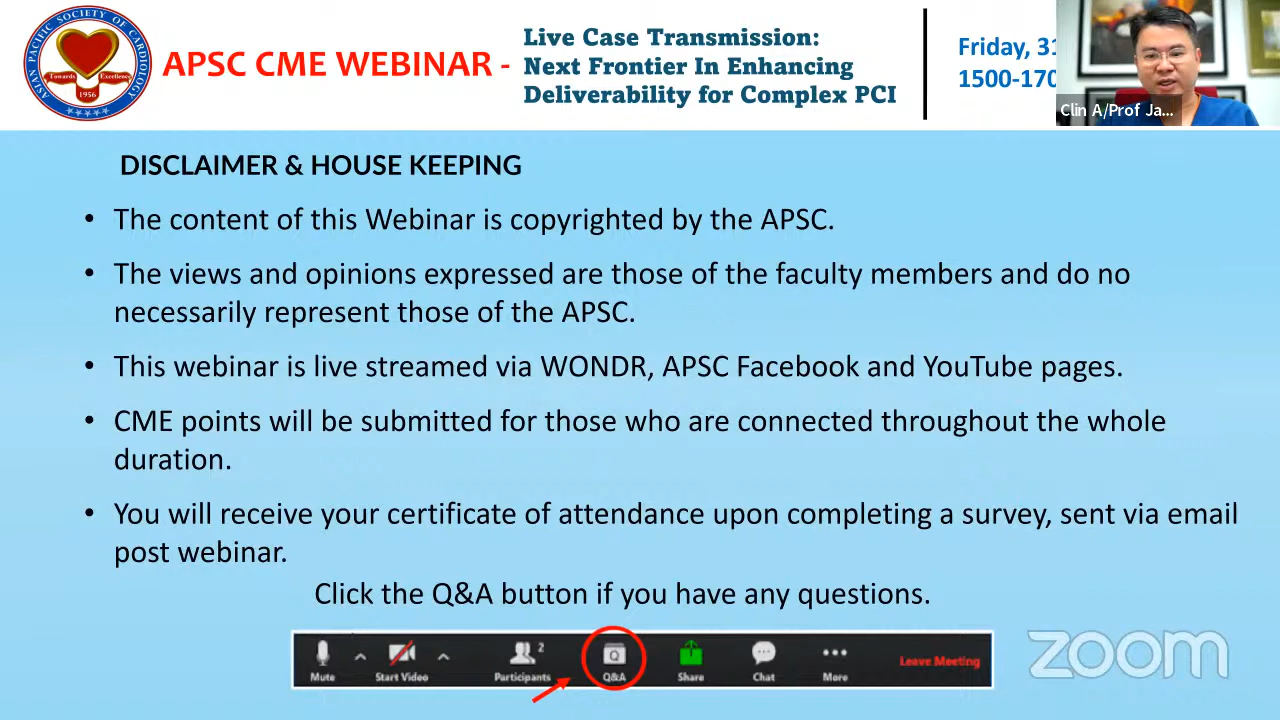 ASIAN PACIFIC SOCIETY OF CARDIOLOGY
Towards Excellence
1956
APSC CME WEBINAR -
Live Case Transmission:
Next Frontier In Enhancing
Deliverability for Complex PCI
Friday, 31
1500-170
Clin A/Prof Ja...
DISCLAIMER & HOUSE KEEPING
• The content of this Webinar is copyrighted by the APSC.
• The views and opinions expressed are those of the faculty members and do no
necessarily represent those of the APSC.
• This webinar is live streamed via WONDR, APSC Facebook and YouTube pages.
• CME points will be submitted for those who are connected throughout the whole
duration.
• You will receive your certificate of attendance upon completing a survey, sent via email
post webinar.
Click the Q&A button if you have any questions.
2
Q
Mute Start Video Participants Q&A Share Chat More Leave Meeting
zoom